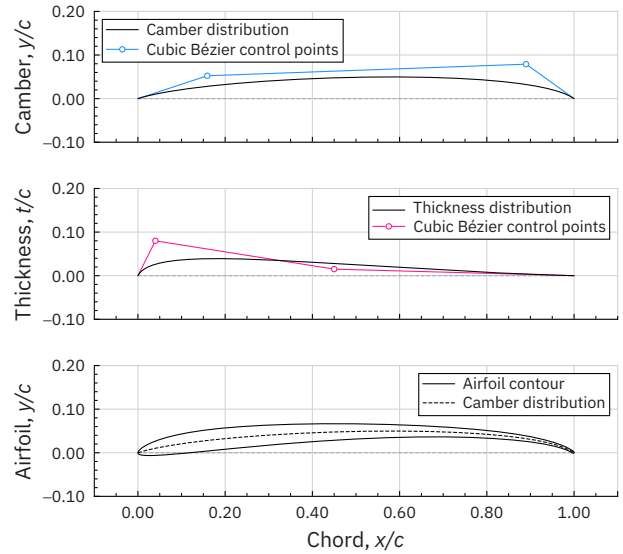 Camber, y/c
0.20
0.10
0.00
−0.10
Camber distribution
Cubic Bézier control points
Thickness, t/c
0.20
0.10
0.00
−0.10
Thickness distribution
Cubic Bézier control points
Airfoil, y/c
0.20
0.10
0.00
−0.10
Airfoil contour
Camber distribution
0.00 0.20 0.40 0.60 0.80 1.00
Chord, x/c